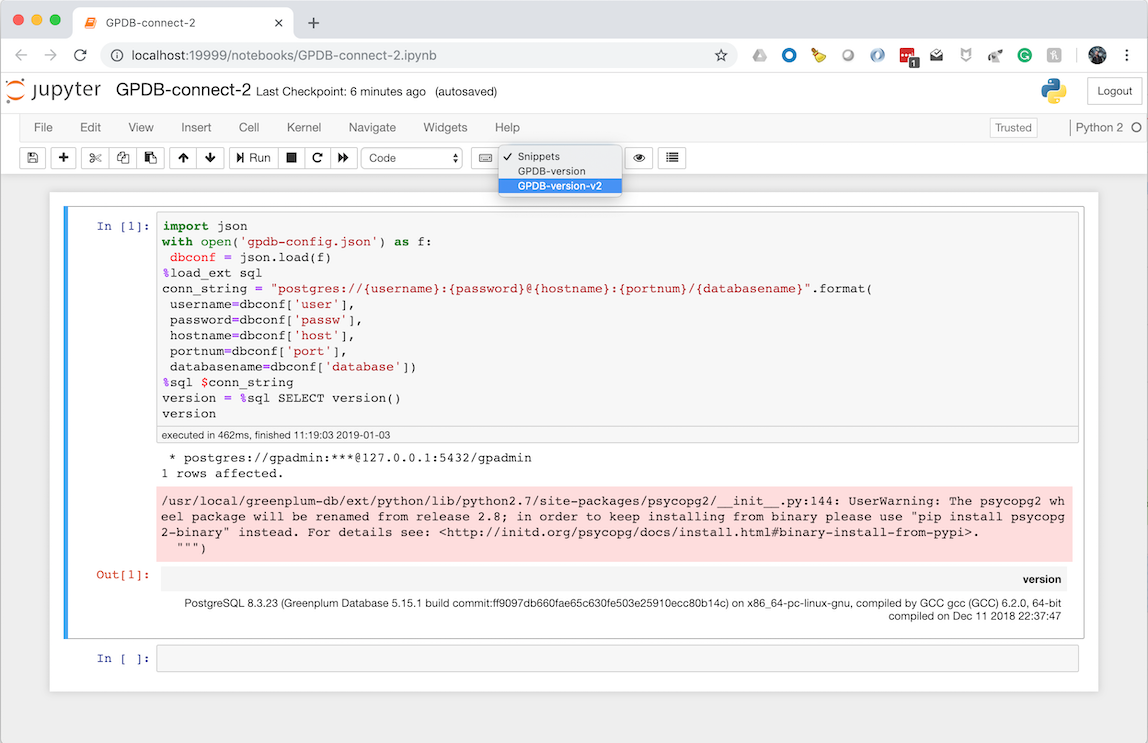 GPDB-connect-2
localhost:19999/notebooks/GPDB-connect-2.ipynb
1
jupyter GPDB-connect-2 Last Checkpoint: 6 minutes ago (autosaved)
Logout
File Edit View Insert Cell Kernel Navigate Widgets Help
Trusted
Python 2
Run
Code
✓ Snippets
GPDB-version
GPDB-version-v2
In [1]:
import json
with open('gpdb-config.json') as f:
 dbconf = json.load(f)
%load_ext sql
conn_string = "postgres://{username}:{password}@{hostname}:{portnum}/{databasename}".format(
 username=dbconf['user'],
 password=dbconf['passw'],
 hostname=dbconf['host'],
 portnum=dbconf['port'],
 databasename=dbconf['database'])
%sql $conn_string
version = %sql SELECT version()
version
executed in 462ms, finished 11:19:03 2019-01-03
 * postgres://gpadmin:***@127.0.0.1:5432/gpadmin
1 rows affected.
/usr/local/greenplum-db/ext/python/lib/python2.7/site-packages/psycopg2/__init__.py:144: UserWarning: The psycopg2 wh
eel package will be renamed from release 2.8; in order to keep installing from binary please use "pip install psycopg
2-binary" instead. For details see: <http://initd.org/psycopg/docs/install.html#binary-install-from-pypi>.
  """)
Out[1]:
version
PostgreSQL 8.3.23 (Greenplum Database 5.15.1 build commit:ff9097db660fae65c630fe503e25910ecc80b14c) on x86_64-pc-linux-gnu, compiled by GCC gcc (GCC) 6.2.0, 64-bit
compiled on Dec 11 2018 22:37:47
In [ ]: